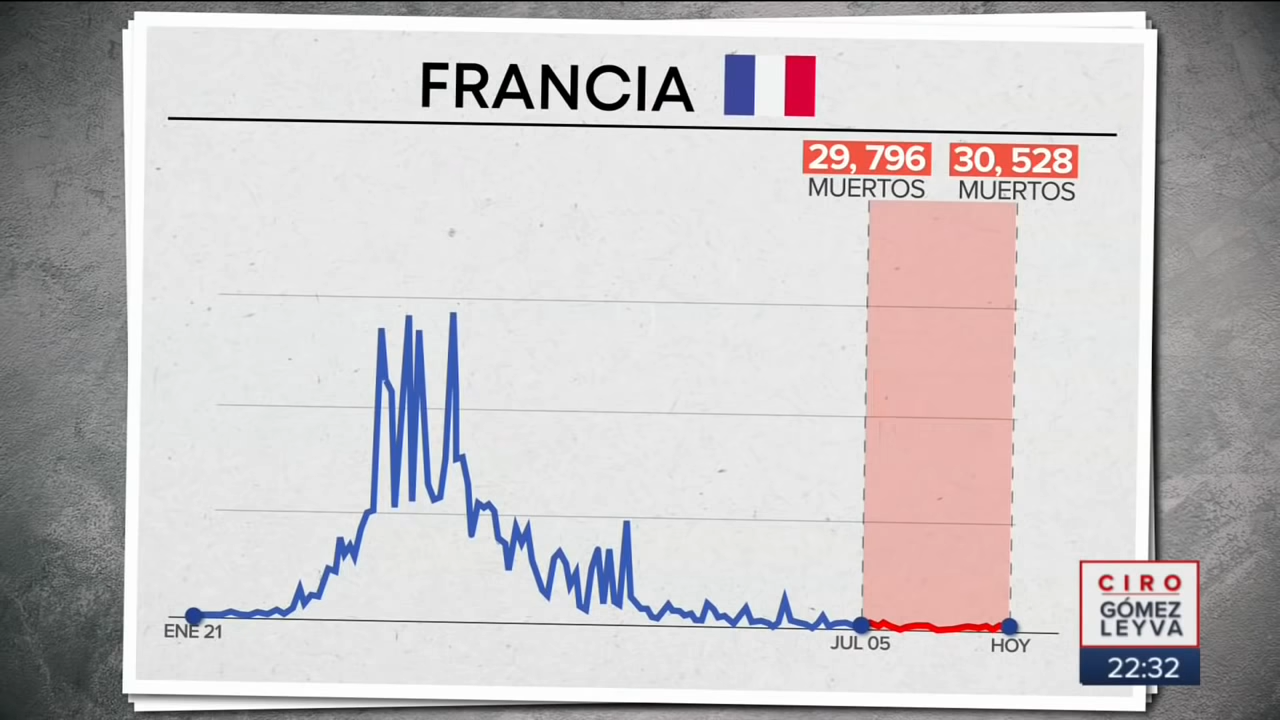 FRANCIA
29, 796 30, 528
MUERTOS MUERTOS
ENE 21 JUL 05 HOY
CIRO
GÓMEZ
LEYVA
22:32